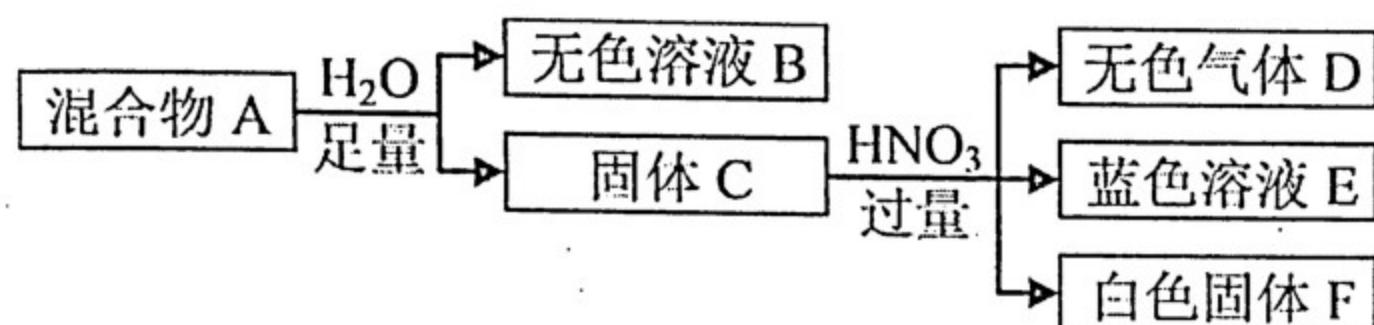 混合物 A
H₂O
足量
无色溶液 B
固体 C
HNO₃
过量
无色气体 D
蓝色溶液 E
白色固体 F